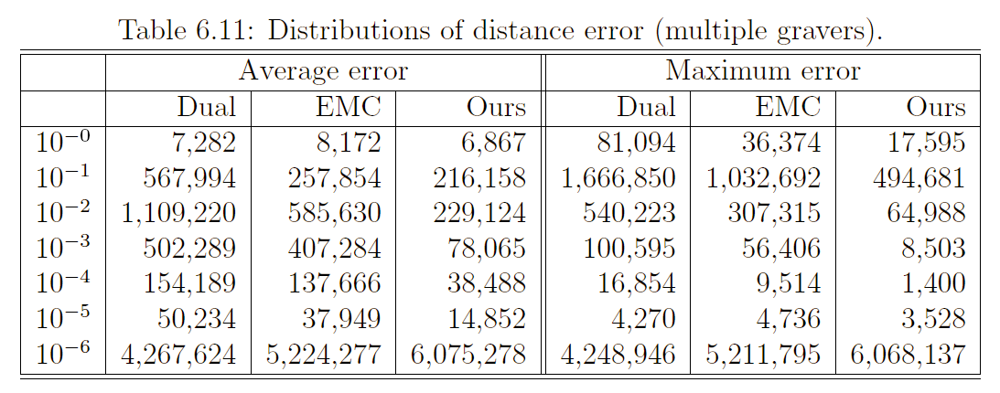 Table 6.11: Distributions of distance error (multiple gravers).
Average error Maximum error
Dual EMC Ours Dual EMC Ours
10⁻⁰ 7,282 8,172 6,867 81,094 36,374 17,595
10⁻¹ 567,994 257,854 216,158 1,666,850 1,032,692 494,681
10⁻² 1,109,220 585,630 229,124 540,223 307,315 64,988
10⁻³ 502,289 407,284 78,065 100,595 56,406 8,503
10⁻⁴ 154,189 137,666 38,488 16,854 9,514 1,400
10⁻⁵ 50,234 37,949 14,852 4,270 4,736 3,528
10⁻⁶ 4,267,624 5,224,277 6,075,278 4,248,946 5,211,795 6,068,137